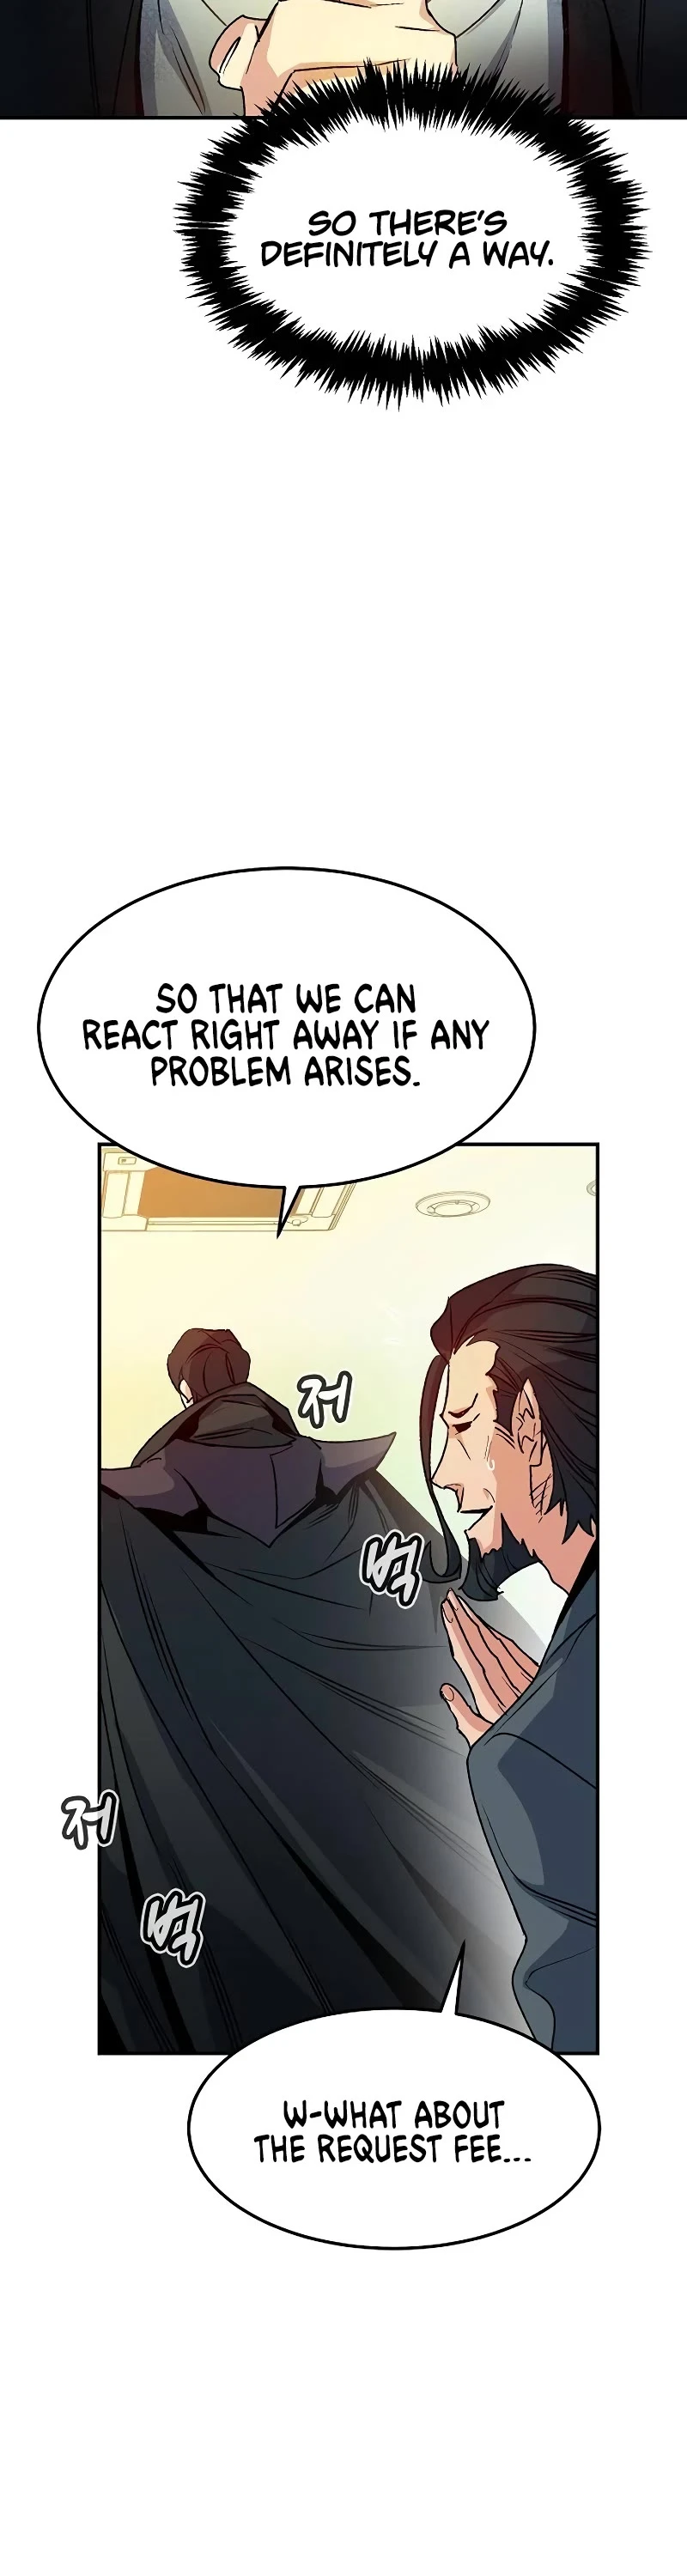 SO THERE'S
DEFINITELY A WAY.
SO THAT WE CAN
REACT RIGHT AWAY IF ANY
PROBLEM ARISES.
저
벅
저
벅
W-WHAT ABOUT
THE REQUEST FEE...